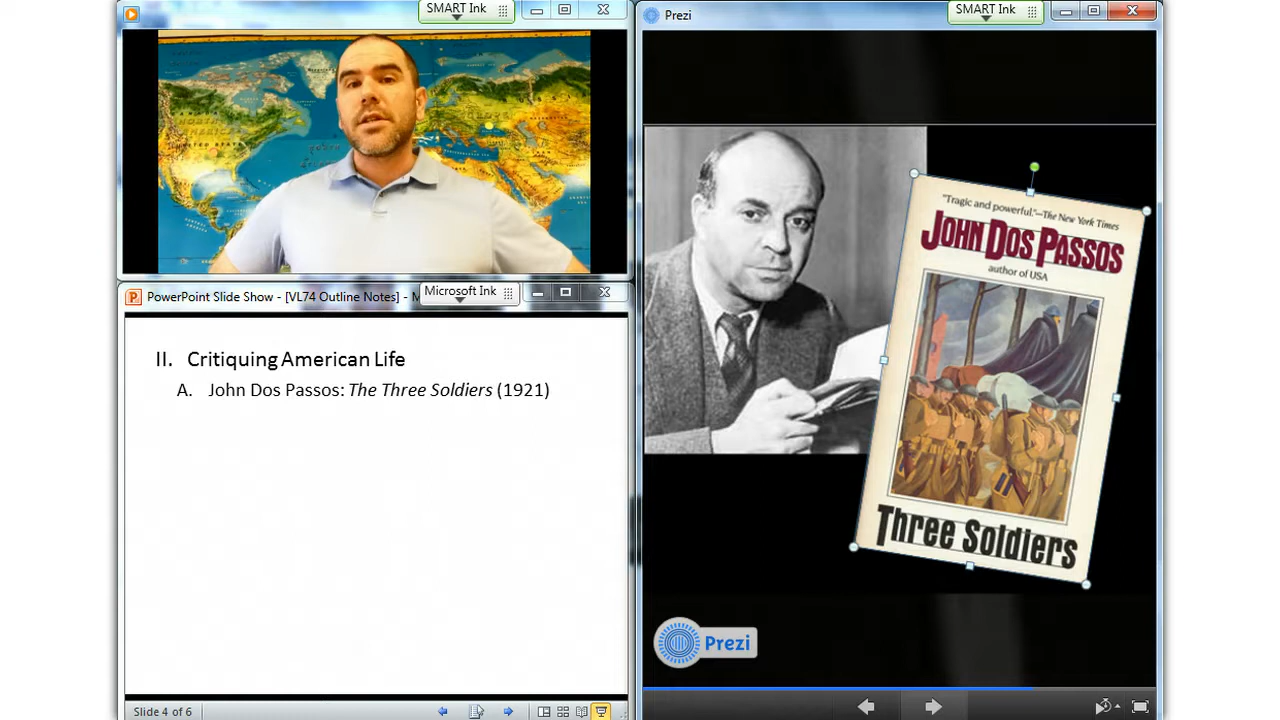 SMART Ink
Prezi
SMART Ink
"Tragic and powerful."—The New York Times
JOHN DOS PASSOS
author of USA
Three Soldiers
PowerPoint Slide Show - [VL74 Outline Notes] - M
Microsoft Ink
II. Critiquing American Life
A. John Dos Passos: The Three Soldiers (1921)
Prezi
Slide 4 of 6